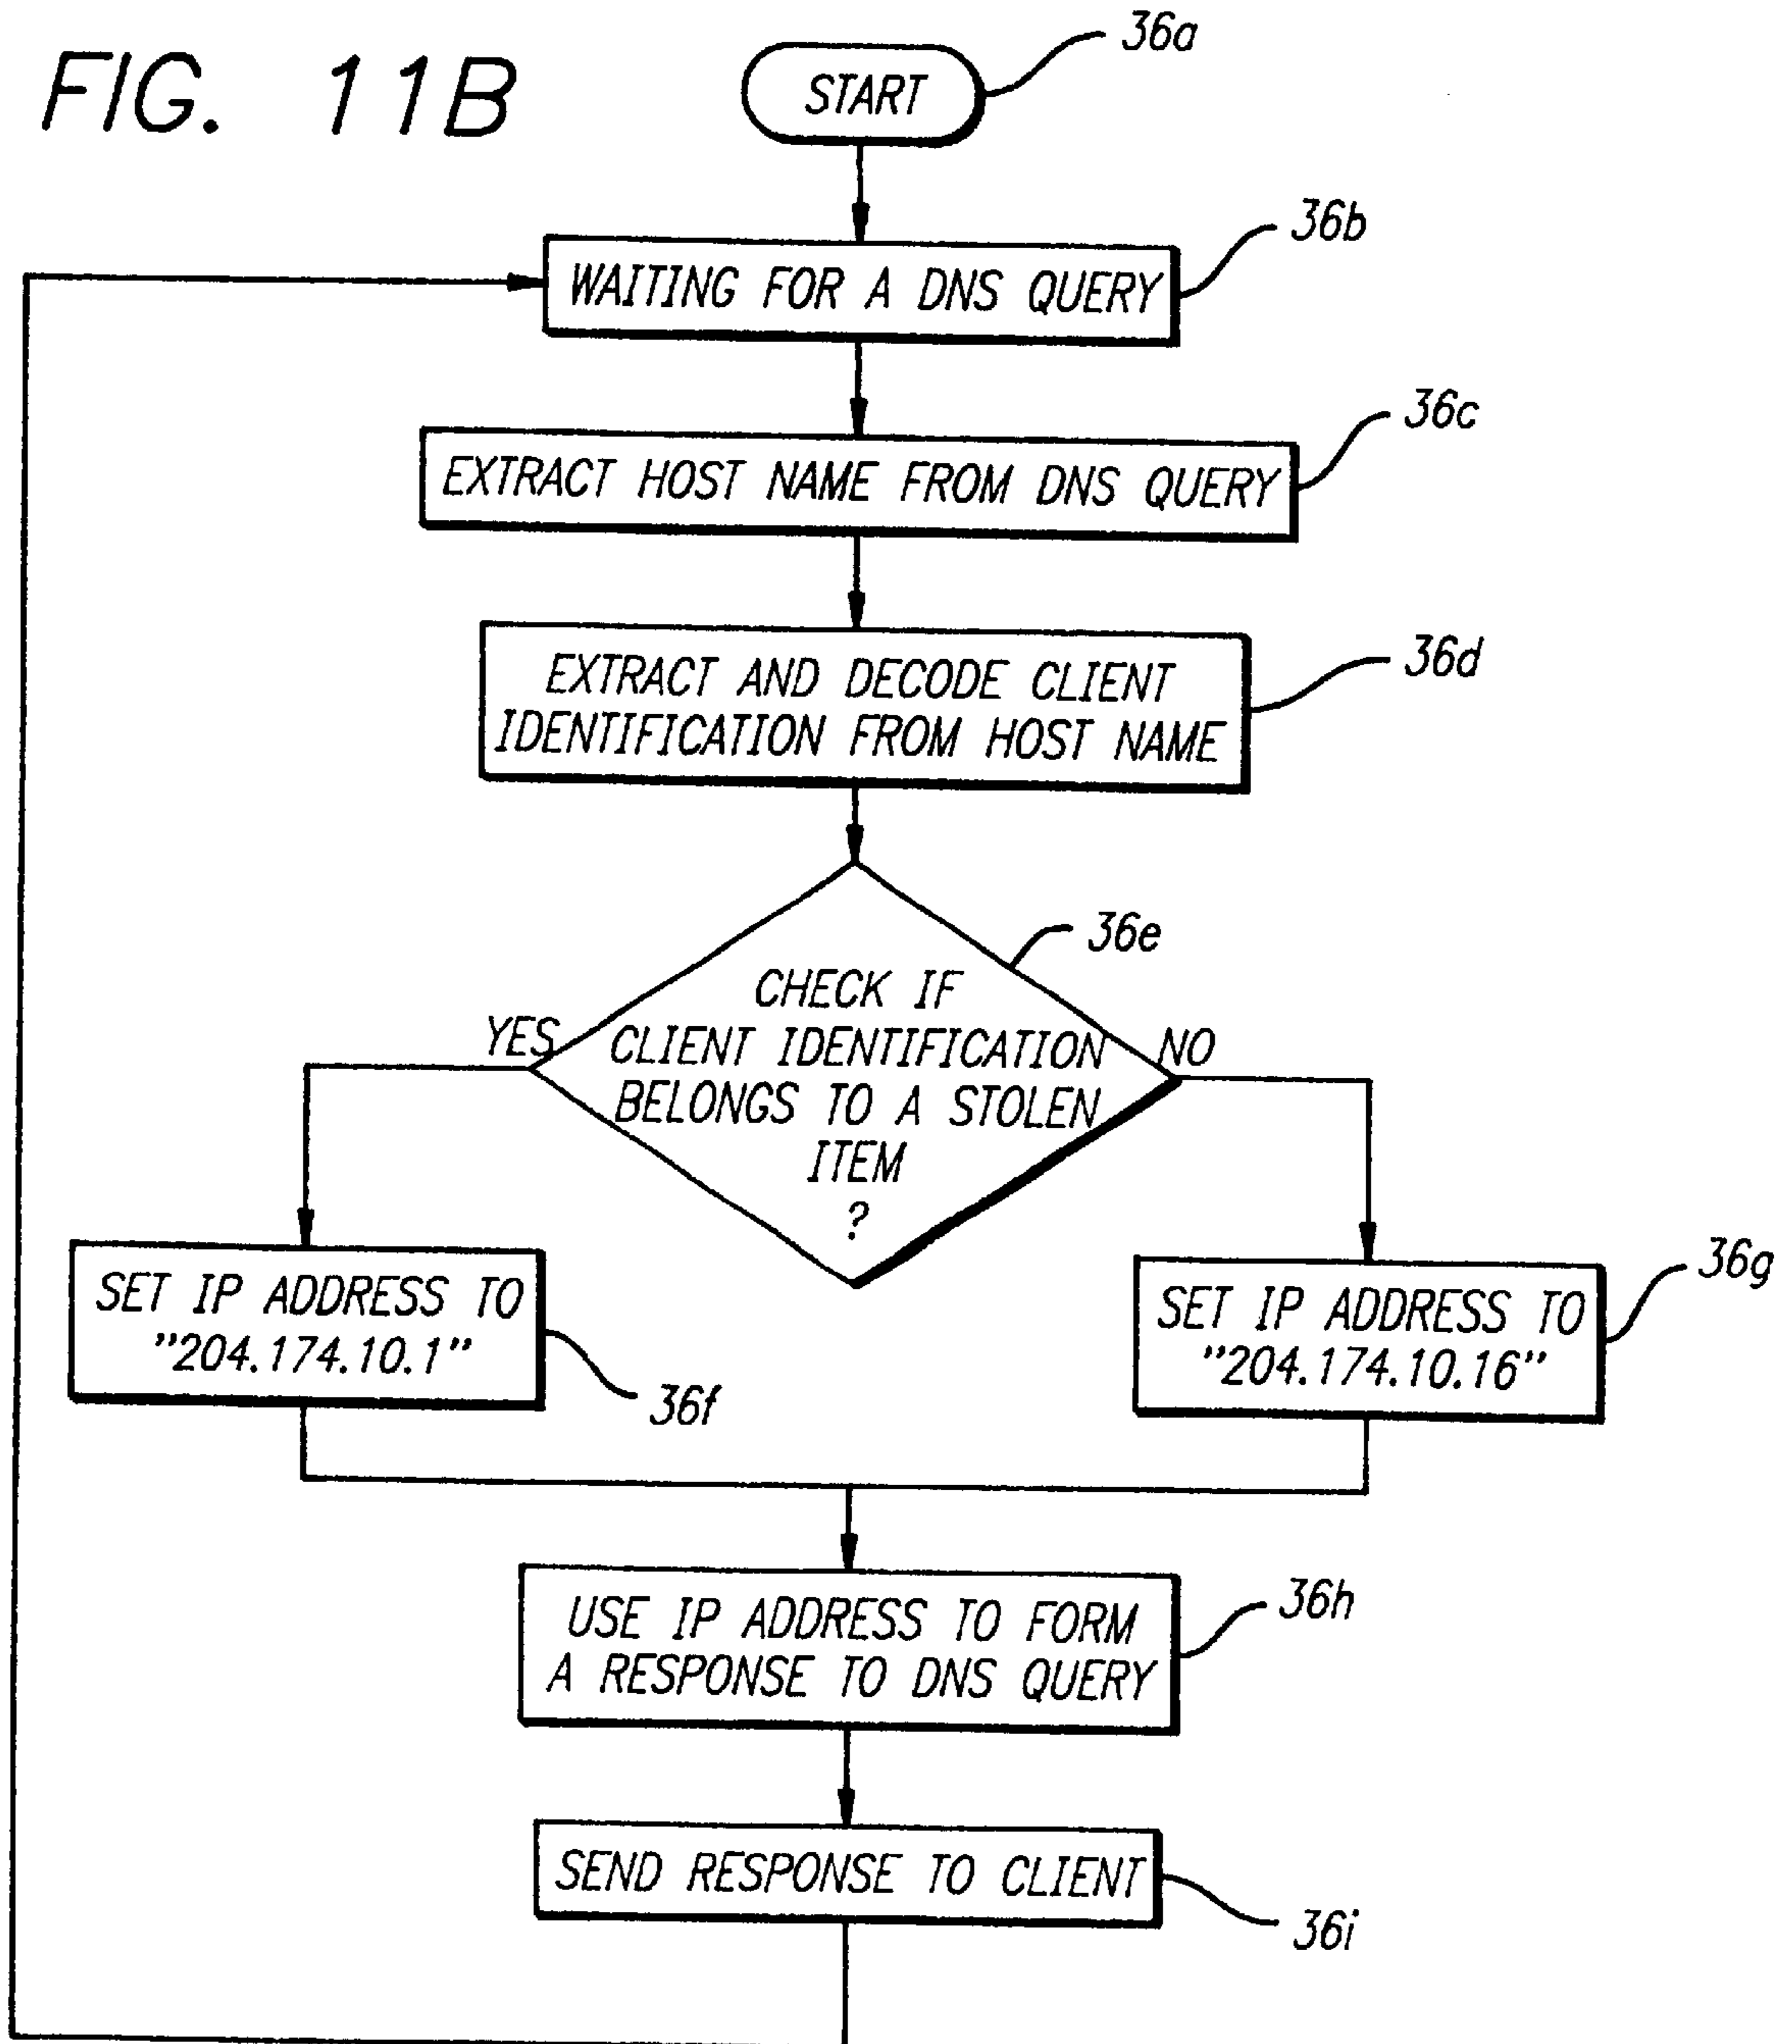 FIG. 11B
START
36a
WAITING FOR A DNS QUERY
36b
EXTRACT HOST NAME FROM DNS QUERY
36c
EXTRACT AND DECODE CLIENT
IDENTIFICATION FROM HOST NAME
36d
36e
CHECK IF
CLIENT IDENTIFICATION
BELONGS TO A STOLEN
ITEM
?
YES
NO
SET IP ADDRESS TO
"204.174.10.1"
36f
SET IP ADDRESS TO
"204.174.10.16"
36g
USE IP ADDRESS TO FORM
A RESPONSE TO DNS QUERY
36h
SEND RESPONSE TO CLIENT
36i